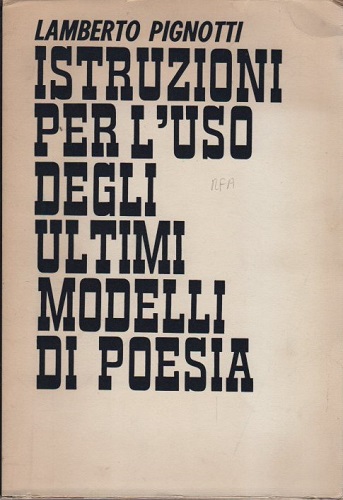 LAMBERTO PIGNOTTI
ISTRUZIONI
PER L'USO
DEGLI
ULTIMI
MODELLI
DI POESIA